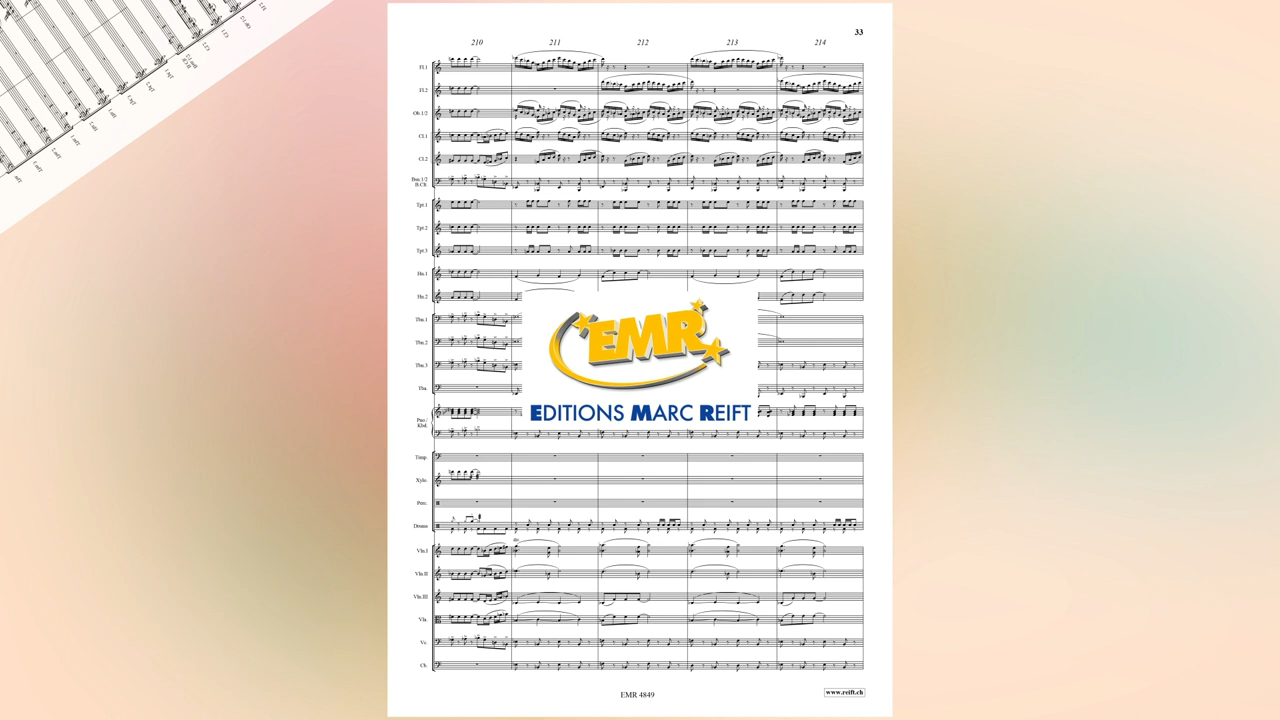 33
210 211 212 213 214
Fl.1
Fl.2
Ob.1/2
Cl.1
Cl.2
Bsn.1/2
B.Cl.
Tpt.1
Tpt.2
Tpt.3
Hn.1
Hn.2
Tbn.1
Tbn.2
Tbn.3
Tba.
EMR
EDITIONS MARC REIFT
Pno /
Kbd.
Timp.
Xylo.
Perc.
Drums
div.
Vln.I
Vln.II
Vln.III
Vla.
Vc.
Cb.
EMR 4849
www.reift.ch